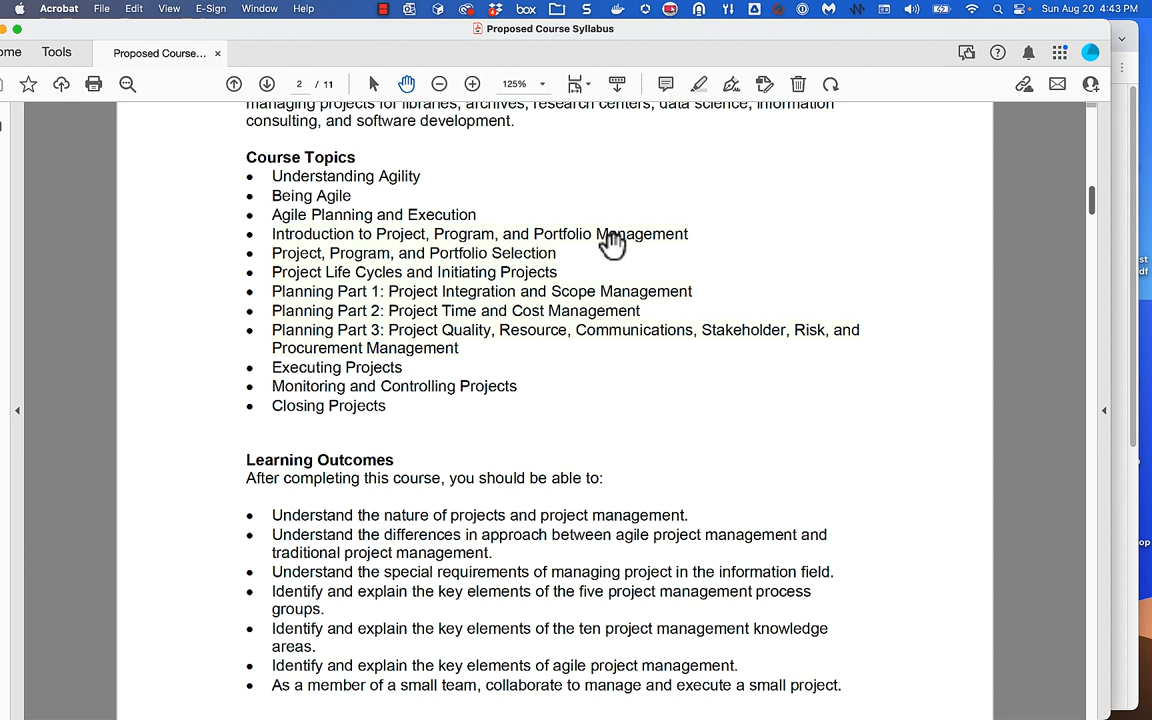 Acrobat File Edit View E-Sign Window Help box S Sun Aug 20 4:43 PM
Proposed Course Syllabus
ome Tools Proposed Course... ×
2 / 11 125%
managing projects for libraries, archives, research centers, data science, information
consulting, and software development.
Course Topics
• Understanding Agility
• Being Agile
• Agile Planning and Execution
• Introduction to Project, Program, and Portfolio Management
• Project, Program, and Portfolio Selection
• Project Life Cycles and Initiating Projects
• Planning Part 1: Project Integration and Scope Management
• Planning Part 2: Project Time and Cost Management
• Planning Part 3: Project Quality, Resource, Communications, Stakeholder, Risk, and
Procurement Management
• Executing Projects
• Monitoring and Controlling Projects
• Closing Projects
Learning Outcomes
After completing this course, you should be able to:
• Understand the nature of projects and project management.
• Understand the differences in approach between agile project management and
traditional project management.
• Understand the special requirements of managing project in the information field.
• Identify and explain the key elements of the five project management process
groups.
• Identify and explain the key elements of the ten project management knowledge
areas.
• Identify and explain the key elements of agile project management.
• As a member of a small team, collaborate to manage and execute a small project.
st
df
op